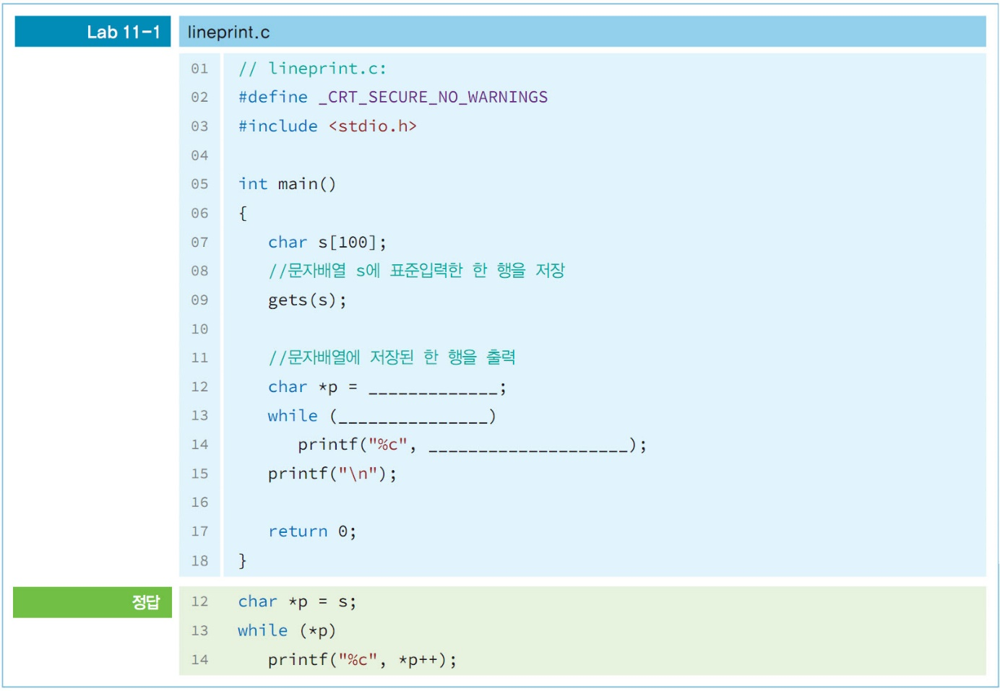 Lab 11-1 lineprint.c
01 // lineprint.c:
02 #define _CRT_SECURE_NO_WARNINGS
03 #include <stdio.h>
04
05 int main()
06 {
07 char s[100];
08 //문자배열 s에 표준입력한 한 행을 저장
09 gets(s);
10
11 //문자배열에 저장된 한 행을 출력
12 char *p = _____________;
13 while (_______________)
14 printf("%c", ____________________);
15 printf("\n");
16
17 return 0;
18 }
정답 12 char *p = s;
13 while (*p)
14 printf("%c", *p++);